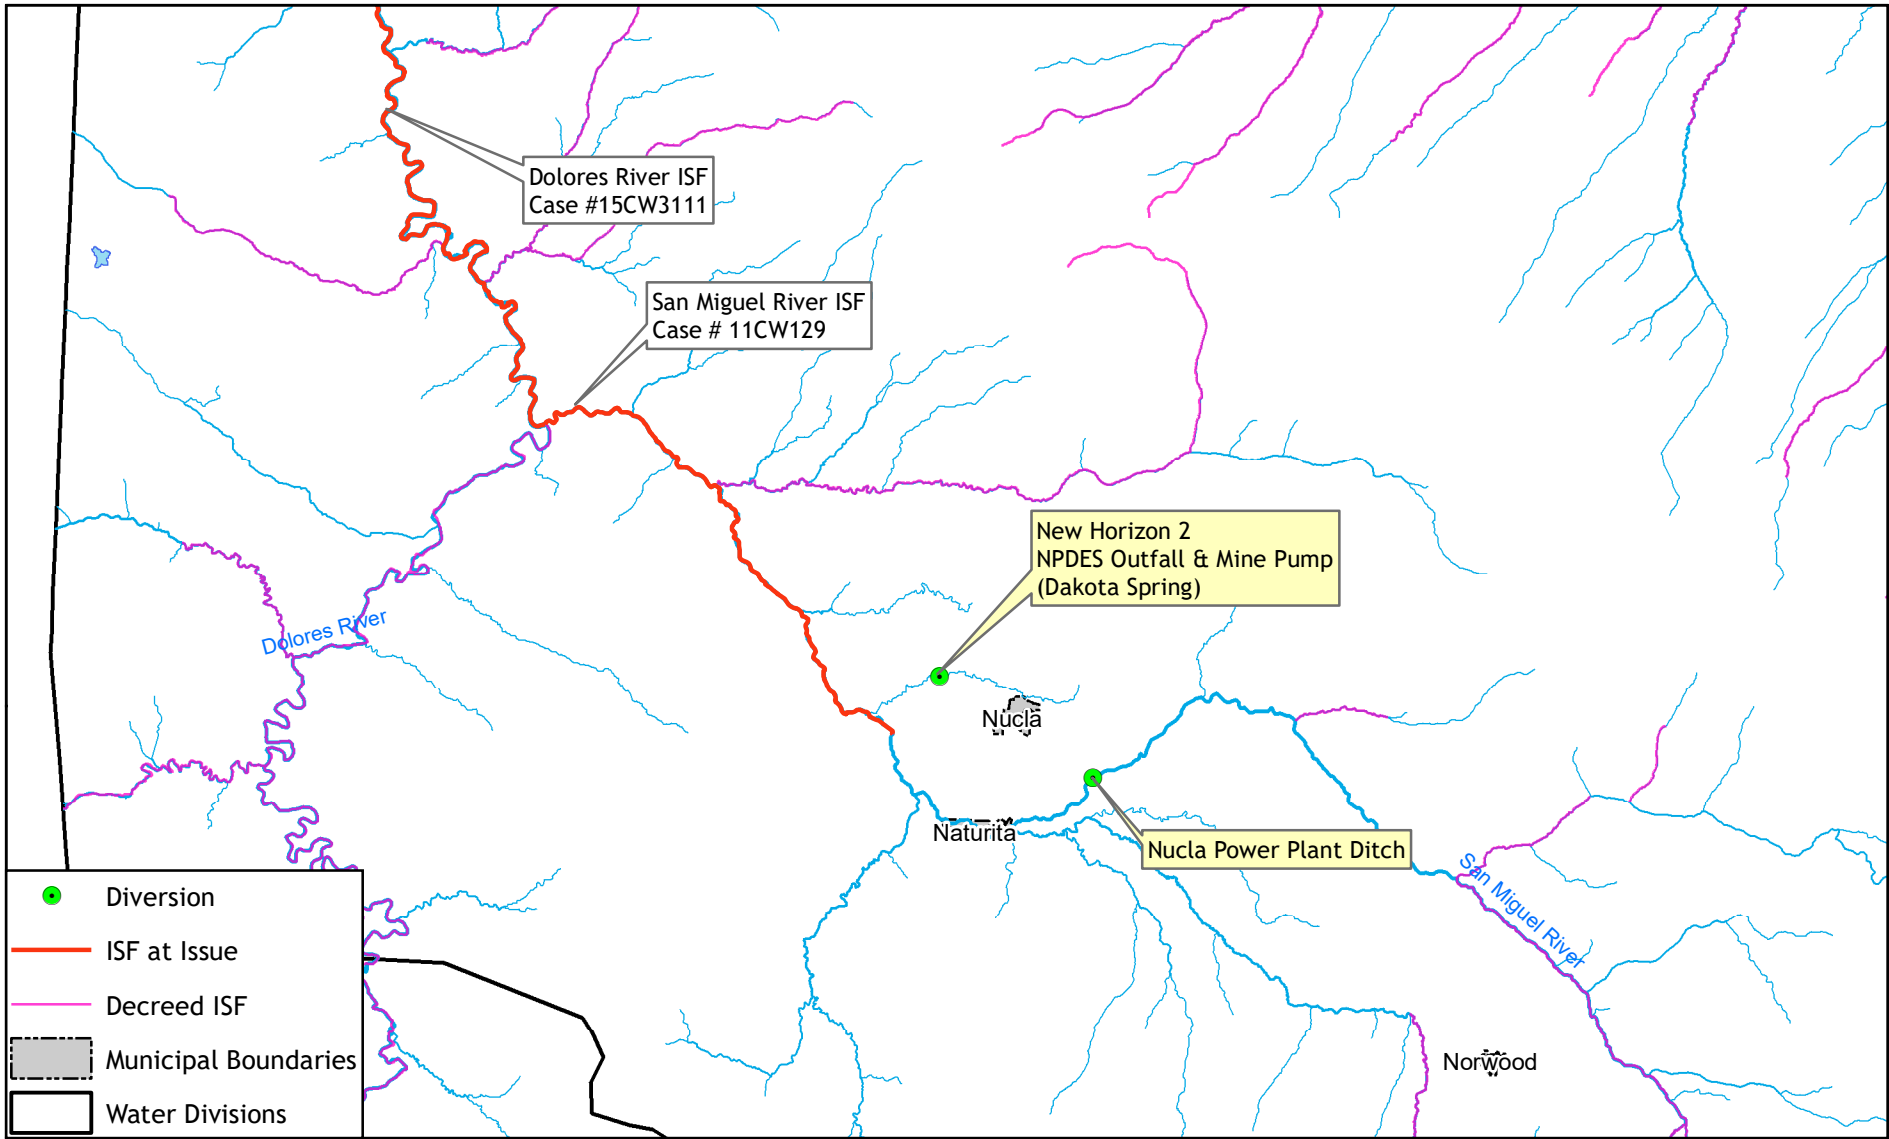 Dolores River ISF
Case #15CW3111
San Miguel River ISF
Case # 11CW129
New Horizon 2
NPDES Outfall & Mine Pump
(Dakota Spring)
Dolores River
Nucla
Naturita
Nucla Power Plant Ditch
San Miguel River
Norwood
Diversion
ISF at Issue
Decreed ISF
Municipal Boundaries
Water Divisions